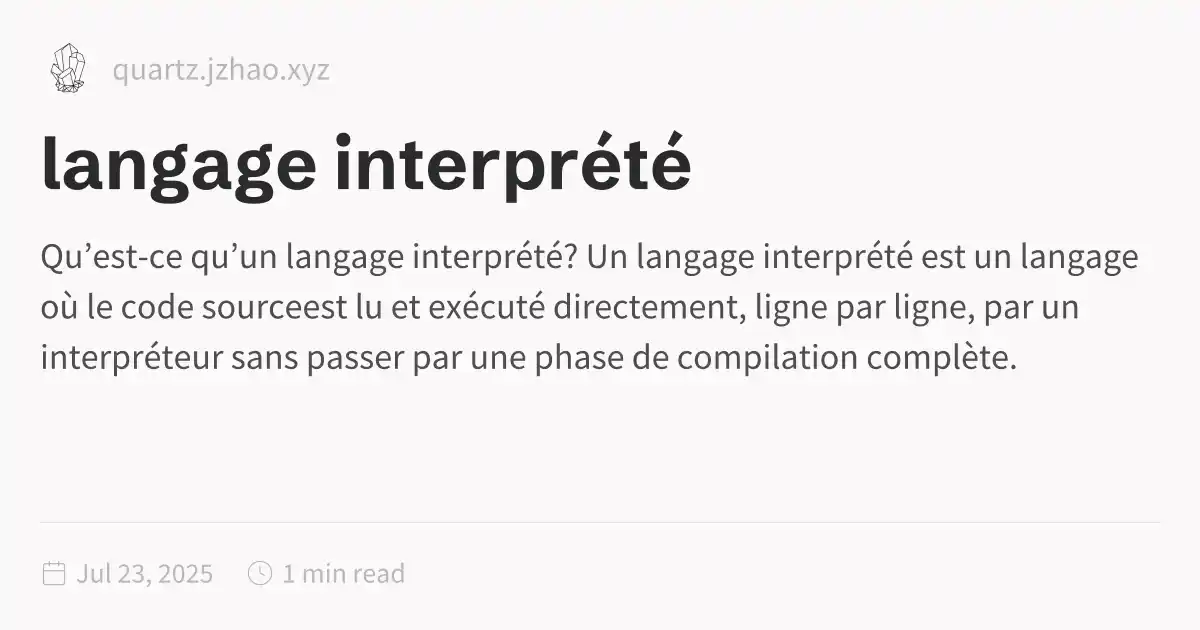 quartz.jzhao.xyz
langage interprété
Qu’est-ce qu’un langage interprété? Un langage interprété est un langage
où le code sourceest lu et exécuté directement, ligne par ligne, par un
interpréteur sans passer par une phase de compilation complète.
Jul 23, 2025 1 min read